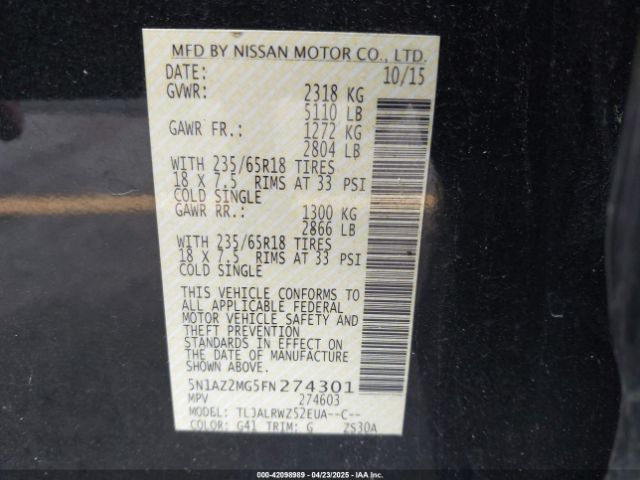 MFD BY NISSAN MOTOR CO., LTD.
DATE: 10/15
GVWR: 2318 KG
5110 LB
GAWR FR.: 1272 KG
2804 LB
WITH 235/65R18 TIRES
18 X 7.5 RIMS AT 33 PSI
COLD SINGLE
GAWR RR.: 1300 KG
2866 LB
WITH 235/65R18 TIRES
18 X 7.5 RIMS AT 33 PSI
COLD SINGLE
THIS VEHICLE CONFORMS TO
ALL APPLICABLE FEDERAL
MOTOR VEHICLE SAFETY AND
THEFT PREVENTION
STANDARDS IN EFFECT ON
THE DATE OF MANUFACTURE
SHOWN ABOVE.
5N1AZ2MG5FN274301
MPV 274603
MODEL: TLJALRWZ52EUA--C--
COLOR: G41 TRIM: G ZS30A
000-42098989 - 04/23/2025 - IAA Inc.